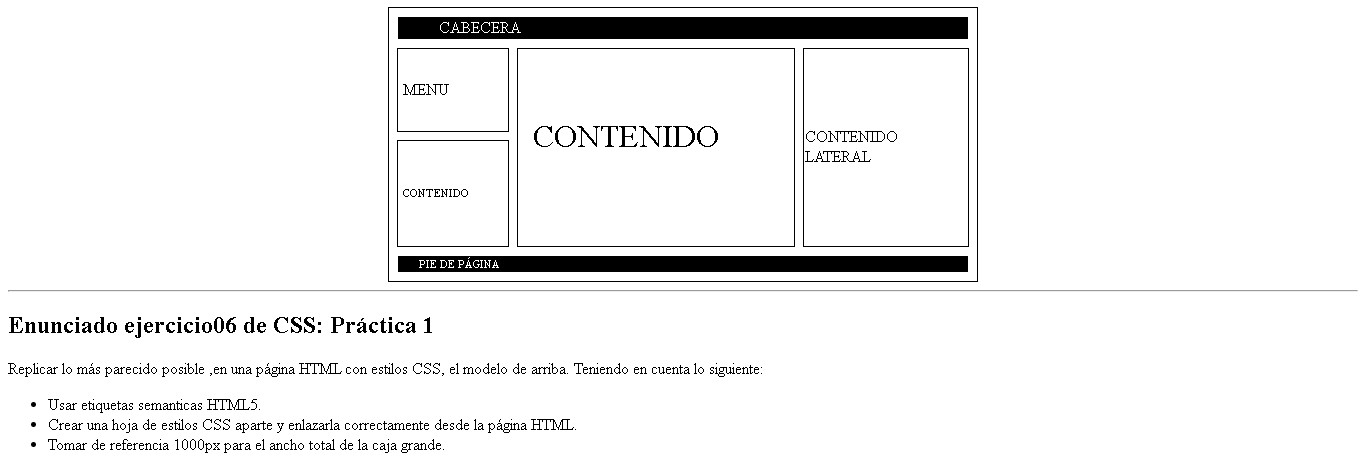 CABECERA
MENU
CONTENIDO
CONTENIDO
CONTENIDO
LATERAL
PIE DE PÁGINA
Enunciado ejercicio06 de CSS: Práctica 1
Replicar lo más parecido posible ,en una página HTML con estilos CSS, el modelo de arriba. Teniendo en cuenta lo siguiente:
• Usar etiquetas semanticas HTML5.
• Crear una hoja de estilos CSS aparte y enlazarla correctamente desde la página HTML.
• Tomar de referencia 1000px para el ancho total de la caja grande.